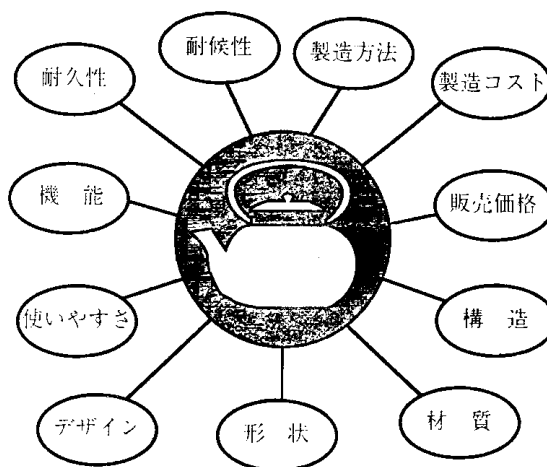 耐候性
製造方法
耐久性
製造コスト
機 能
販売価格
使いやすさ
構 造
デザイン
形 状
材 質